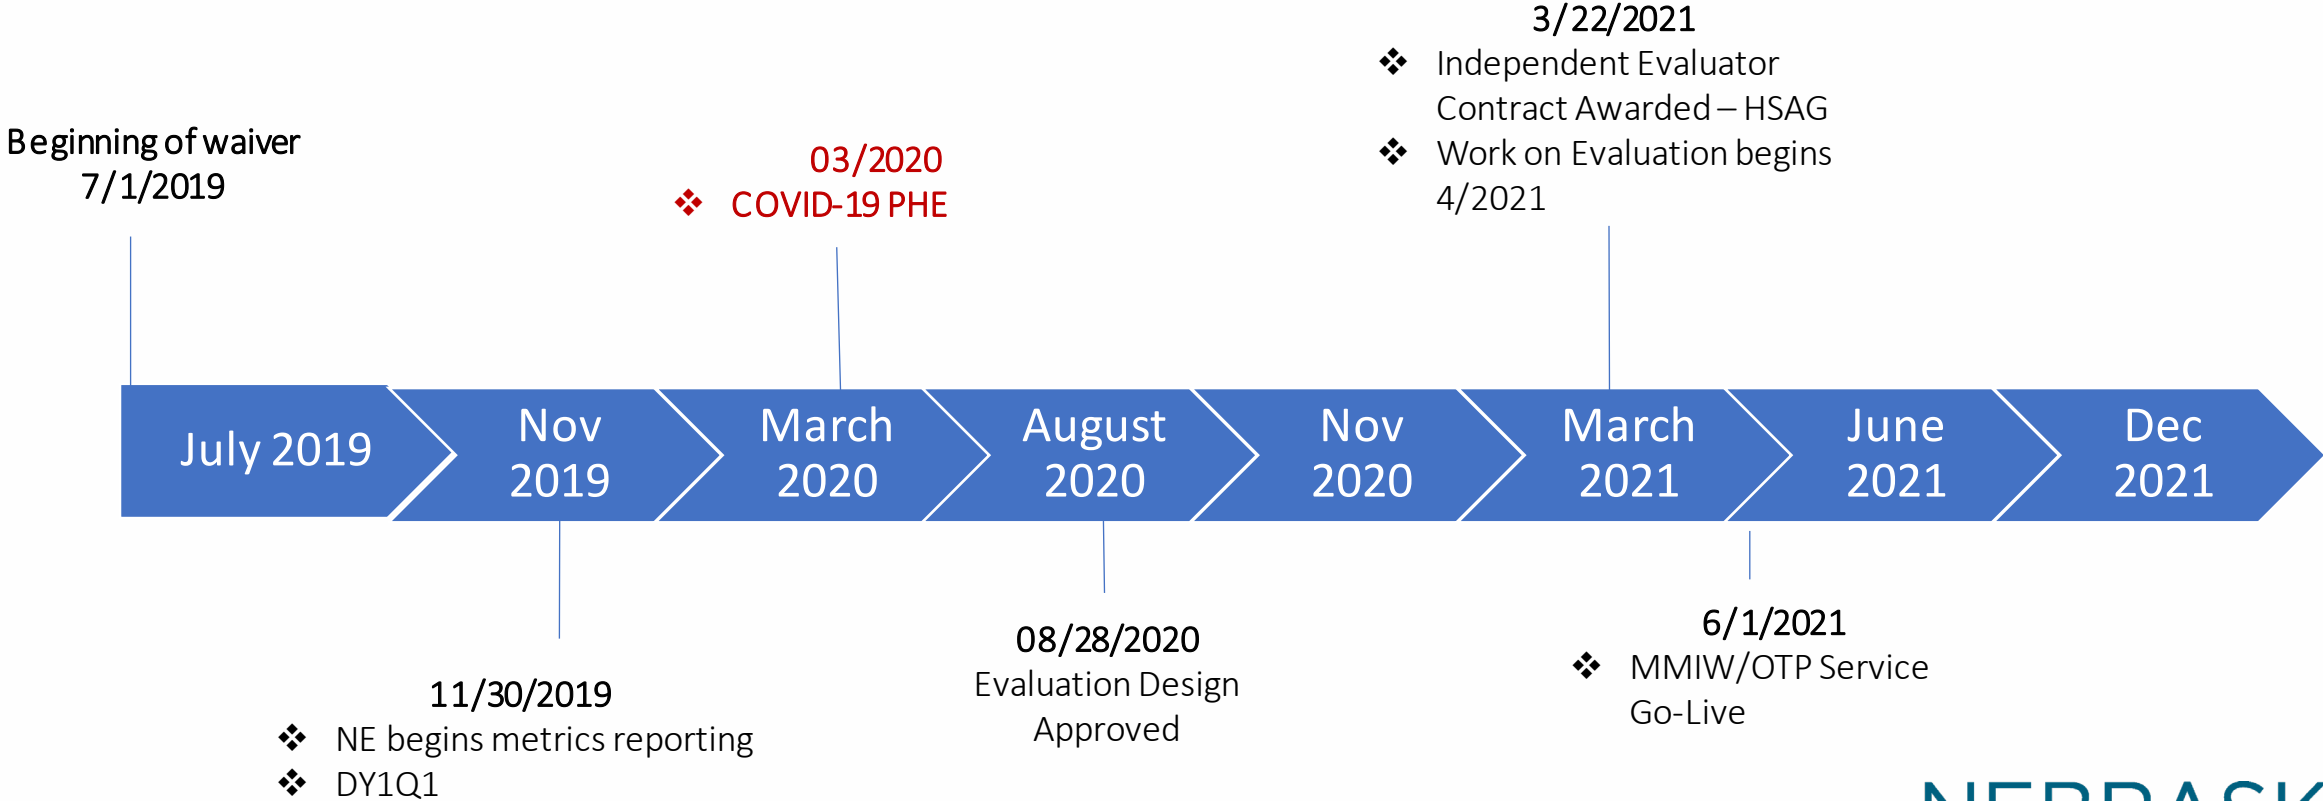 3/22/2021
❖ Independent Evaluator
Contract Awarded – HSAG
❖ Work on Evaluation begins
4/2021
Beginning of waiver
7/1/2019
03/2020
❖ COVID-19 PHE
July 2019
Nov
2019
March
2020
August
2020
Nov
2020
March
2021
June
2021
Dec
2021
11/30/2019
❖ NE begins metrics reporting
❖ DY1Q1
08/28/2020
Evaluation Design
Approved
6/1/2021
❖ MMIW/OTP Service
Go-Live